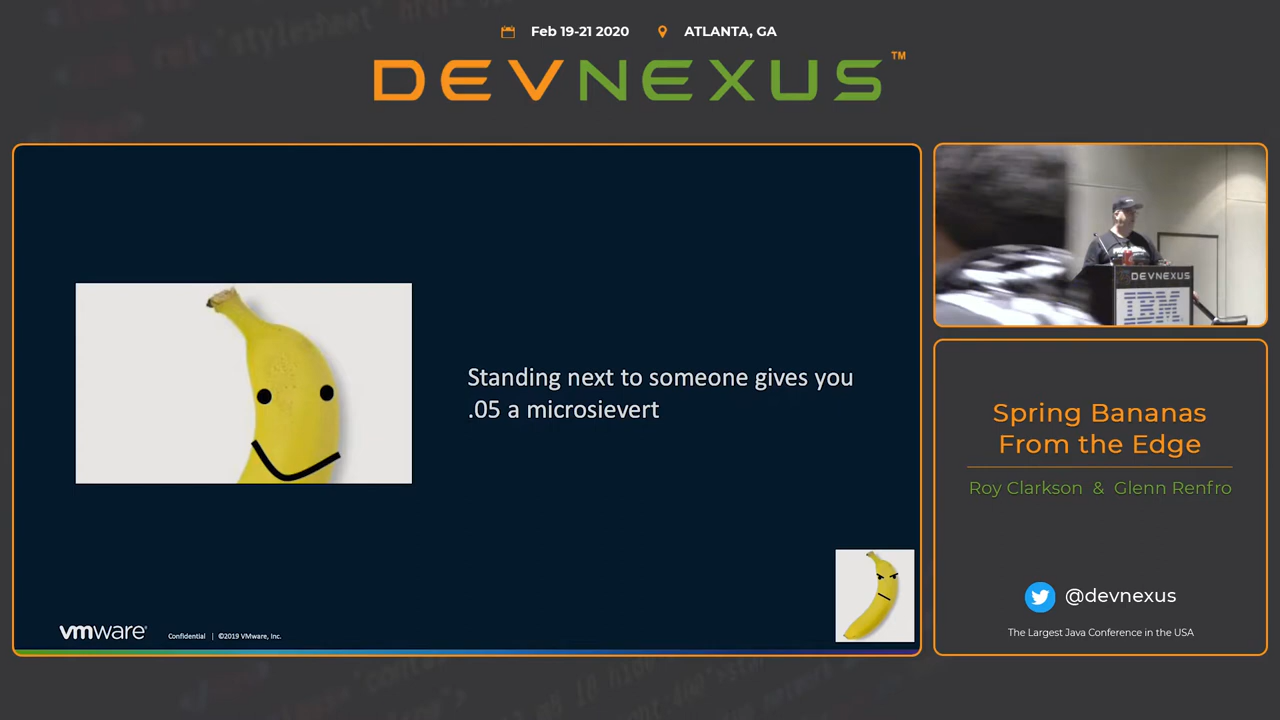 Feb 19-21 2020 ATLANTA, GA
DEVNEXUS™
Standing next to someone gives you
.05 a microsievert
vmware® Confidential | ©2019 VMware, Inc.
DEVNEXUS
IBM
Spring Bananas
From the Edge
Roy Clarkson & Glenn Renfro
@devnexus
The Largest Java Conference in the USA